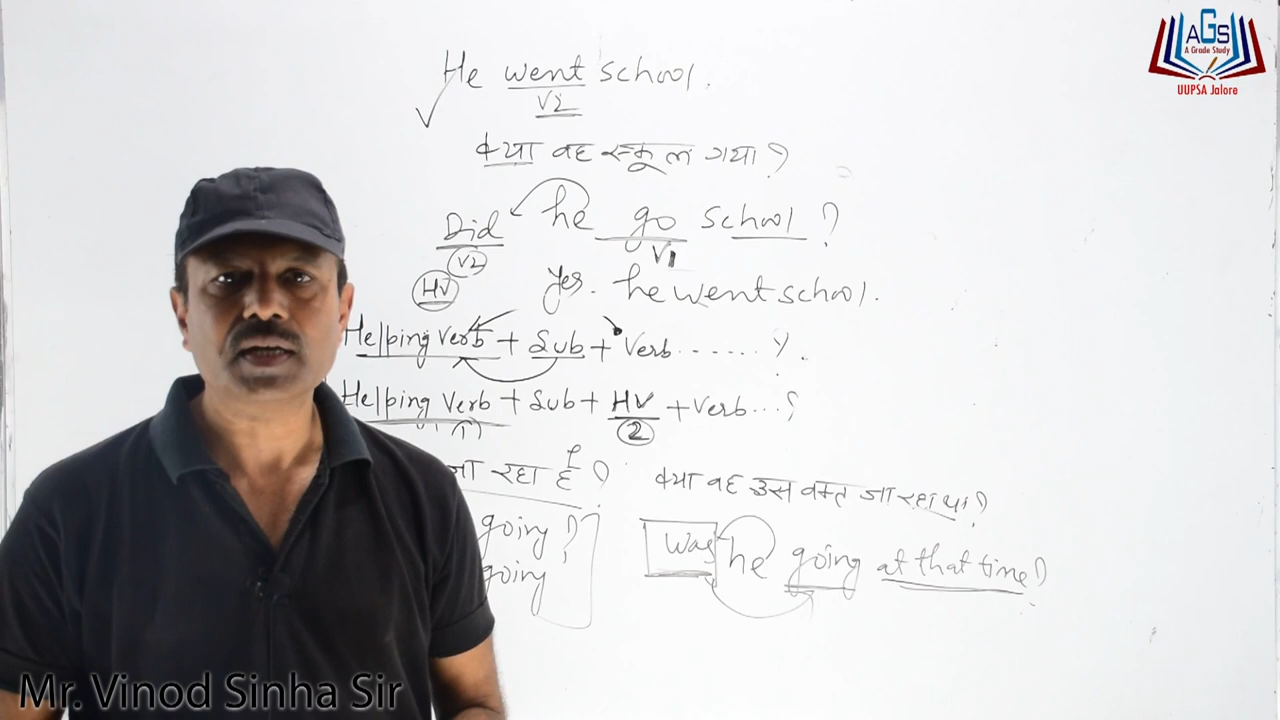 He went school.
V2
क्या वह स्कूल गया?
Did he go school?
V2 V1
HV Yes. he went school.
Helping verb + Sub + Verb.......?
Helping Verb + Sub + HV + Verb...?
(1) 2
जा रहा है? क्या वह उस वक्त जा रहा था?
going?
going
Was he going at that time?
AGS
A Grade Study
UUPSA Jalore
Mr. Vinod Sinha Sir